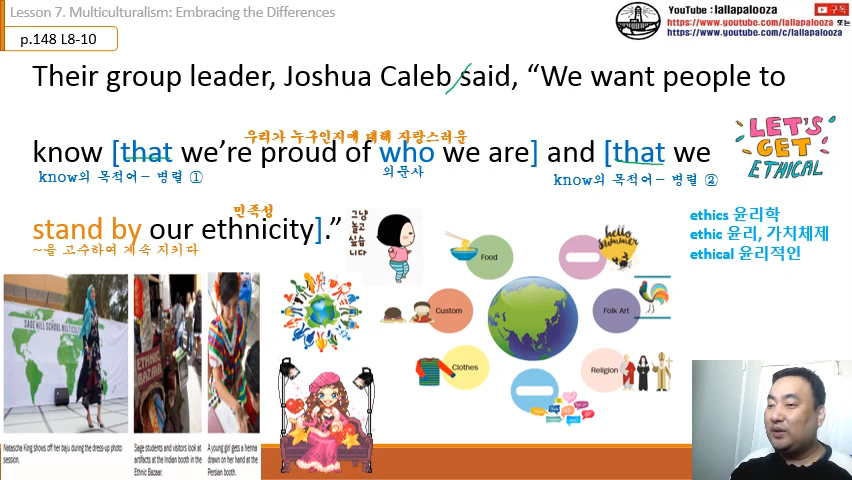 Lesson 7. Multiculturalism: Embracing the Differences
YouTube : lallapalooza
구독
https://www.youtube.com/lallapalooza 또는
https://www.youtube.com/c/lallapalooza
p.148 L8-10
Their group leader, Joshua Caleb said, “We want people to
우리가 누구인지에 대해 자랑스러운
know [that we’re proud of who we are] and [that we
know의 목적어- 병렬 ①
의문사
know의 목적어- 병렬 ②
LET'S
GET
ETHICAL
민족성
stand by our ethnicity].”
~을 고수하여 계속 지키다
ethics 윤리학
ethic 윤리, 가치체제
ethical 윤리적인
그냥
놀고
싶습
니다
hello
summer
Food
Custom
Folk Art
Clothes
Religion
SAGE HILL SCHOOL MULTICUL
ETHNIC
BAZAAR
Natascha King shows off her baju during the dress-up photo
session.
Sage students and visitors look at
artifacts at the Indian booth in the
Ethnic Bazaar.
A young girl gets a henna
drawn on her hand at the
Persian booth.